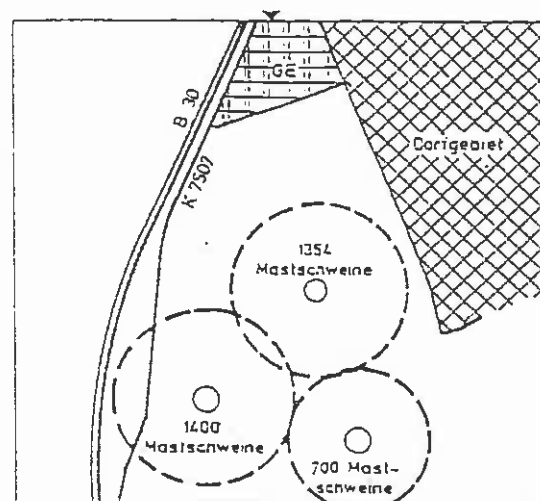 GE
B 30
Dorfgebiet
K 7507
1354
Mastschweine
1400
Mastschweine
700 Mast-
schweine